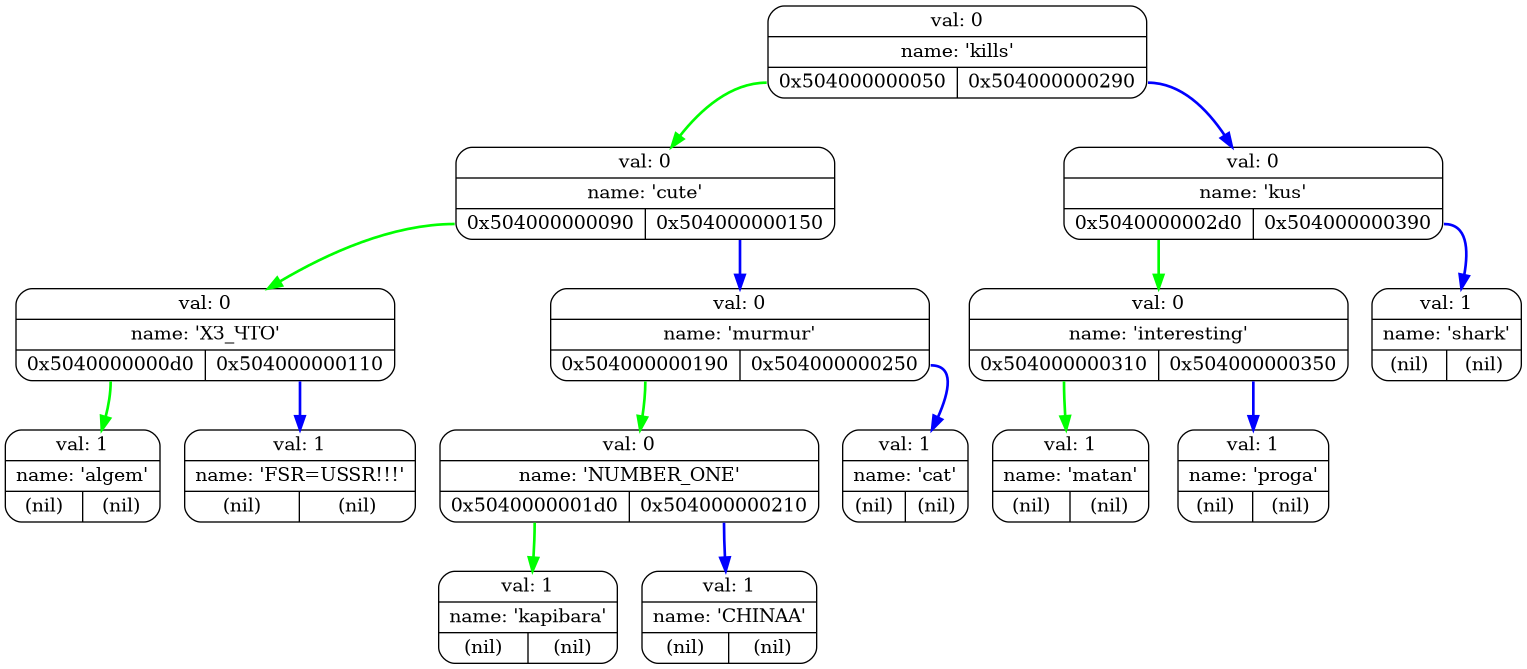 val: 0
name: 'kills'
0x504000000050 0x504000000290
val: 0
name: 'cute'
0x504000000090 0x504000000150
val: 0
name: 'kus'
0x5040000002d0 0x504000000390
val: 0
name: 'ХЗ_ЧТО'
0x5040000000d0 0x504000000110
val: 0
name: 'murmur'
0x504000000190 0x504000000250
val: 0
name: 'interesting'
0x504000000310 0x504000000350
val: 1
name: 'shark'
(nil) (nil)
val: 1
name: 'algem'
(nil) (nil)
val: 1
name: 'FSR=USSR!!!'
(nil) (nil)
val: 0
name: 'NUMBER_ONE'
0x5040000001d0 0x504000000210
val: 1
name: 'cat'
(nil) (nil)
val: 1
name: 'matan'
(nil) (nil)
val: 1
name: 'proga'
(nil) (nil)
val: 1
name: 'kapibara'
(nil) (nil)
val: 1
name: 'CHINAA'
(nil) (nil)